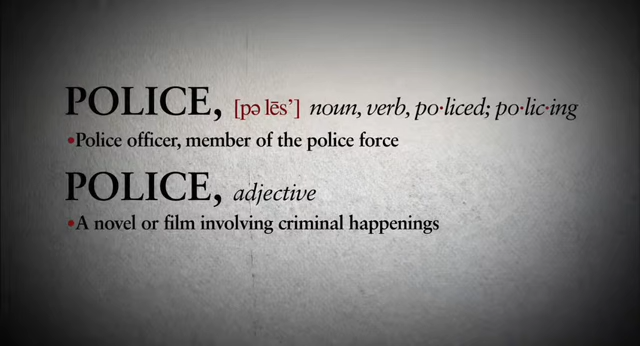 POLICE, [pə lēs’] noun, verb, po·liced; po·lic·ing
•Police officer, member of the police force
POLICE, adjective
•A novel or film involving criminal happenings